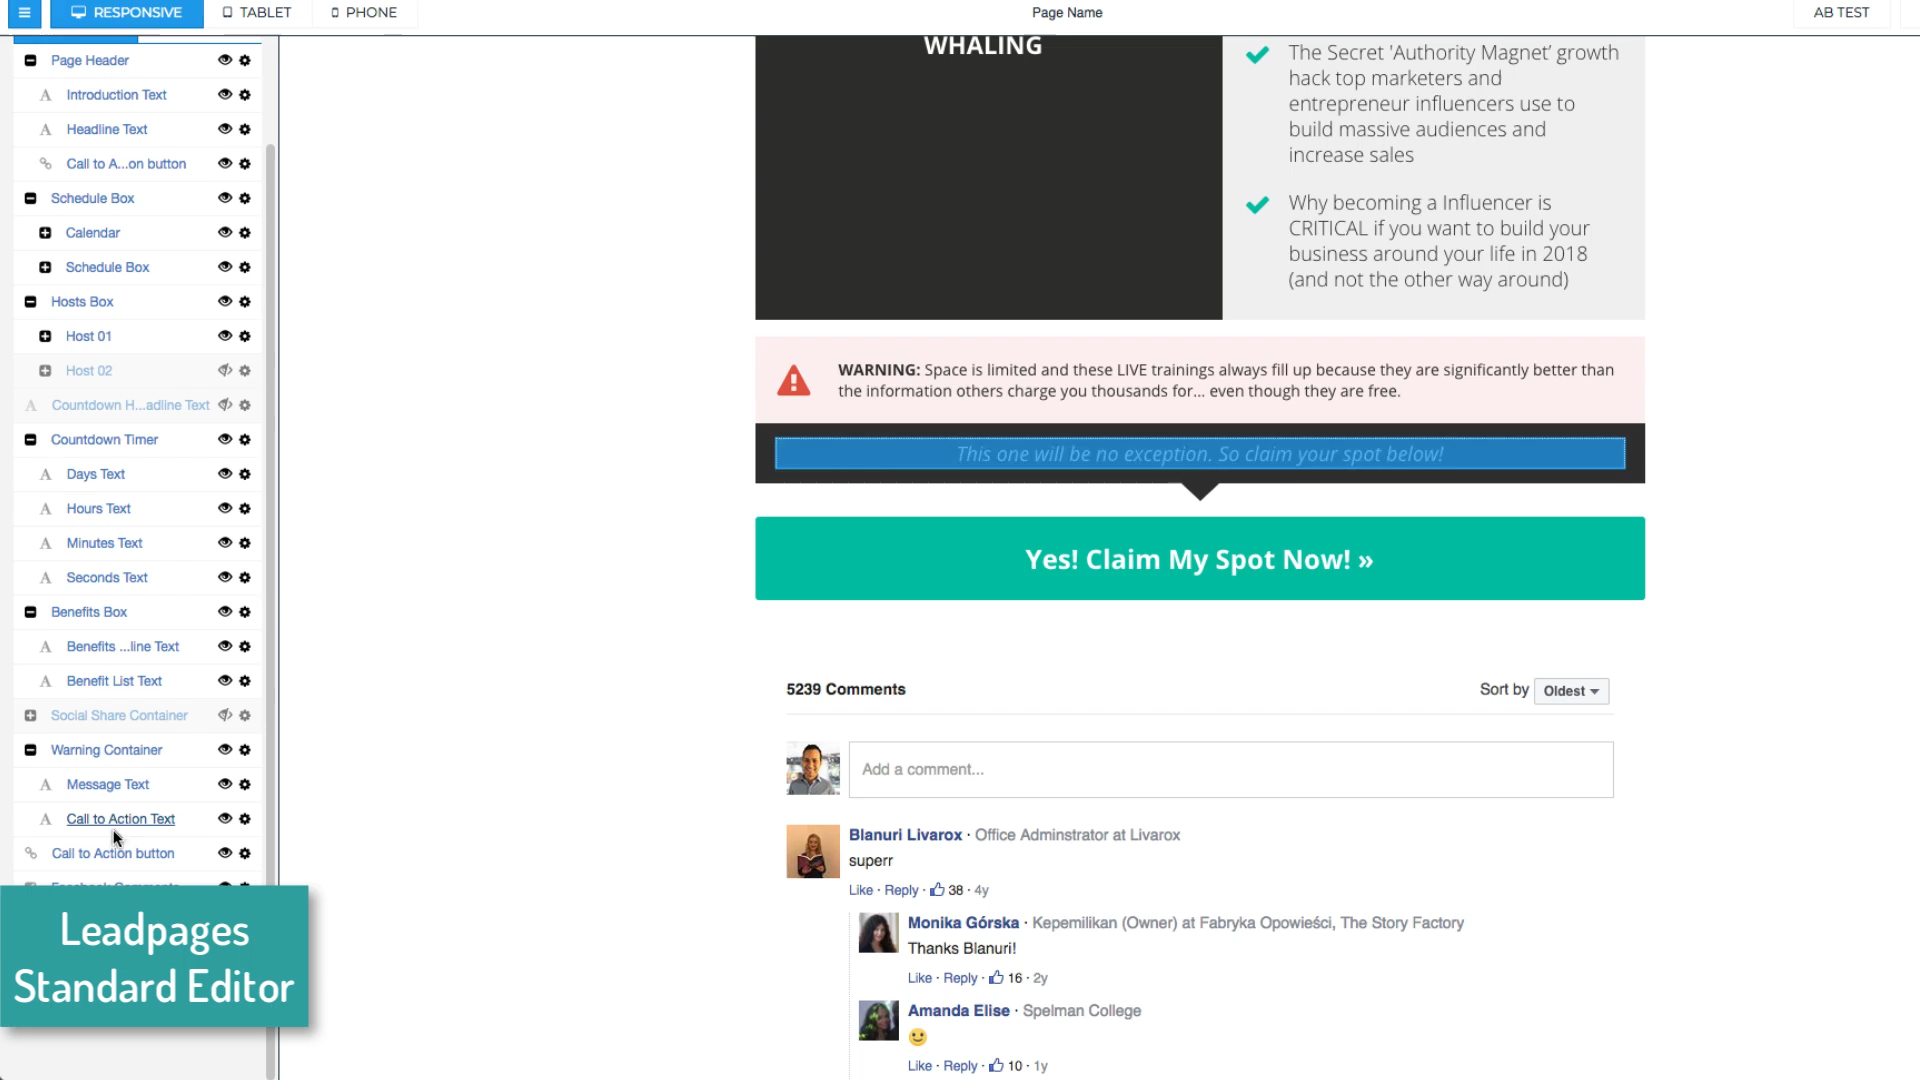 RESPONSIVE
TABLET
PHONE
Page Name
AB TEST
Page Header
Introduction Text
Headline Text
Call to A...on button
Schedule Box
Calendar
Schedule Box
Hosts Box
Host 01
Host 02
Countdown H...adline Text
Countdown Timer
Days Text
Hours Text
Minutes Text
Seconds Text
Benefits Box
Benefits ...line Text
Benefit List Text
Social Share Container
Warning Container
Message Text
Call to Action Text
Call to Action button
Facebook Comments
Leadpages
Standard Editor
WHALING
The Secret 'Authority Magnet’ growth
hack top marketers and
entrepreneur influencers use to
build massive audiences and
increase sales
Why becoming a Influencer is
CRITICAL if you want to build your
business around your life in 2018
(and not the other way around)
WARNING: Space is limited and these LIVE trainings always fill up because they are significantly better than
the information others charge you thousands for... even though they are free.
This one will be no exception. So claim your spot below!
Yes! Claim My Spot Now! »
5239 Comments
Sort by Oldest
Add a comment...
Blanuri Livarox · Office Adminstrator at Livarox
superr
Like · Reply · 38 · 4y
Monika Górska · Kepemilikan (Owner) at Fabryka Opowieści, The Story Factory
Thanks Blanuri!
Like · Reply · 16 · 2y
Amanda Elise · Spelman College
Like · Reply · 10 · 1y